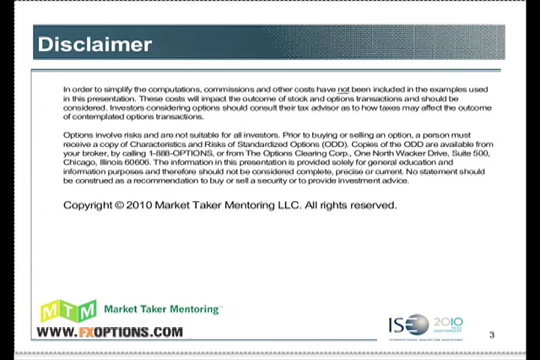 Disclaimer
In order to simplify the computations, commissions and other costs have not been included in the examples used
in this presentation. These costs will impact the outcome of stock and options transactions and should be
considered. Investors considering options should consult their tax advisor as to how taxes may affect the outcome
of contemplated options transactions.
Options involve risks and are not suitable for all investors. Prior to buying or selling an option, a person must
receive a copy of Characteristics and Risks of Standardized Options (ODD). Copies of the ODD are available from
your broker, by calling 1-888-OPTIONS, or from The Options Clearing Corp., One North Wacker Drive, Suite 500,
Chicago, Illinois 60606. The information in this presentation is provided solely for general education and
information purposes and therefore should not be considered complete, precise or current. No statement should
be construed as a recommendation to buy or sell a security or to provide investment advice.
Copyright © 2010 Market Taker Mentoring LLC. All rights reserved.
MTM Market Taker Mentoring
WWW.FXOPTIONS.COM
ISE 2010
3